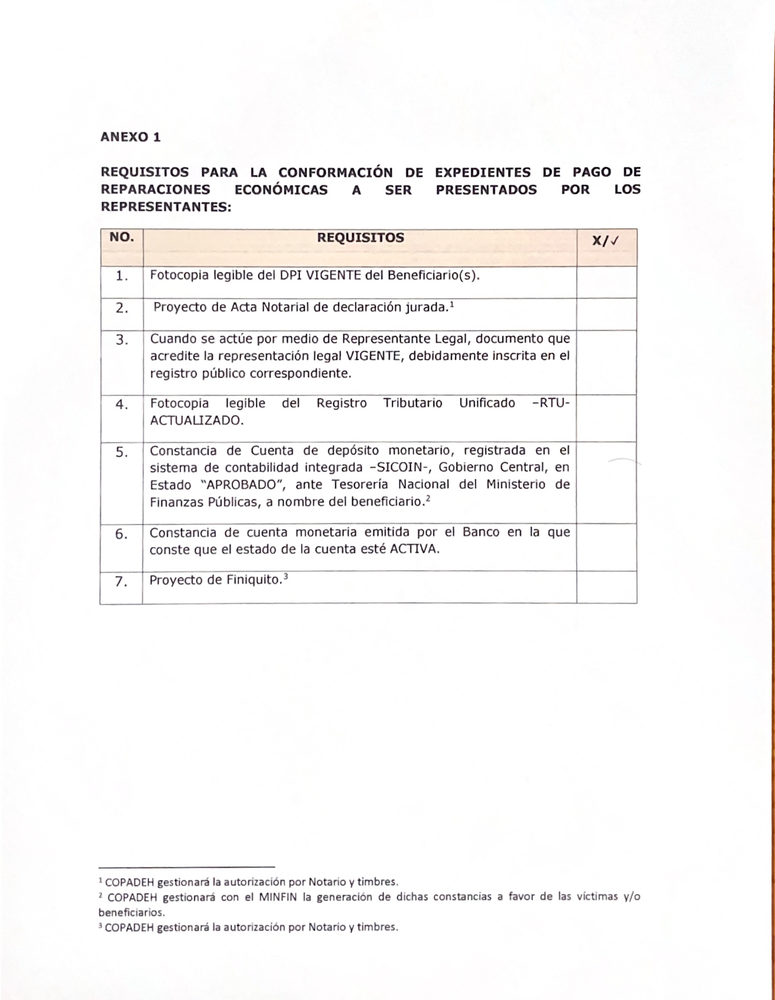 ANEXO 1
REQUISITOS PARA LA CONFORMACIÓN DE EXPEDIENTES DE PAGO DE
REPARACIONES ECONÓMICAS A SER PRESENTADOS POR LOS
REPRESENTANTES:
NO. REQUISITOS X/✓
1. Fotocopia legible del DPI VIGENTE del Beneficiario(s).
2. Proyecto de Acta Notarial de declaración jurada.¹
3. Cuando se actúe por medio de Representante Legal, documento que
acredite la representación legal VIGENTE, debidamente inscrita en el
registro público correspondiente.
4. Fotocopia legible del Registro Tributario Unificado –RTU-
ACTUALIZADO.
5. Constancia de Cuenta de depósito monetario, registrada en el
sistema de contabilidad integrada –SICOIN-, Gobierno Central, en
Estado "APROBADO", ante Tesorería Nacional del Ministerio de
Finanzas Públicas, a nombre del beneficiario.²
6. Constancia de cuenta monetaria emitida por el Banco en la que
conste que el estado de la cuenta esté ACTIVA.
7. Proyecto de Finiquito.³
¹ COPADEH gestionará la autorización por Notario y timbres.
² COPADEH gestionará con el MINFIN la generación de dichas constancias a favor de las víctimas y/o
beneficiarios.
³ COPADEH gestionará la autorización por Notario y timbres.